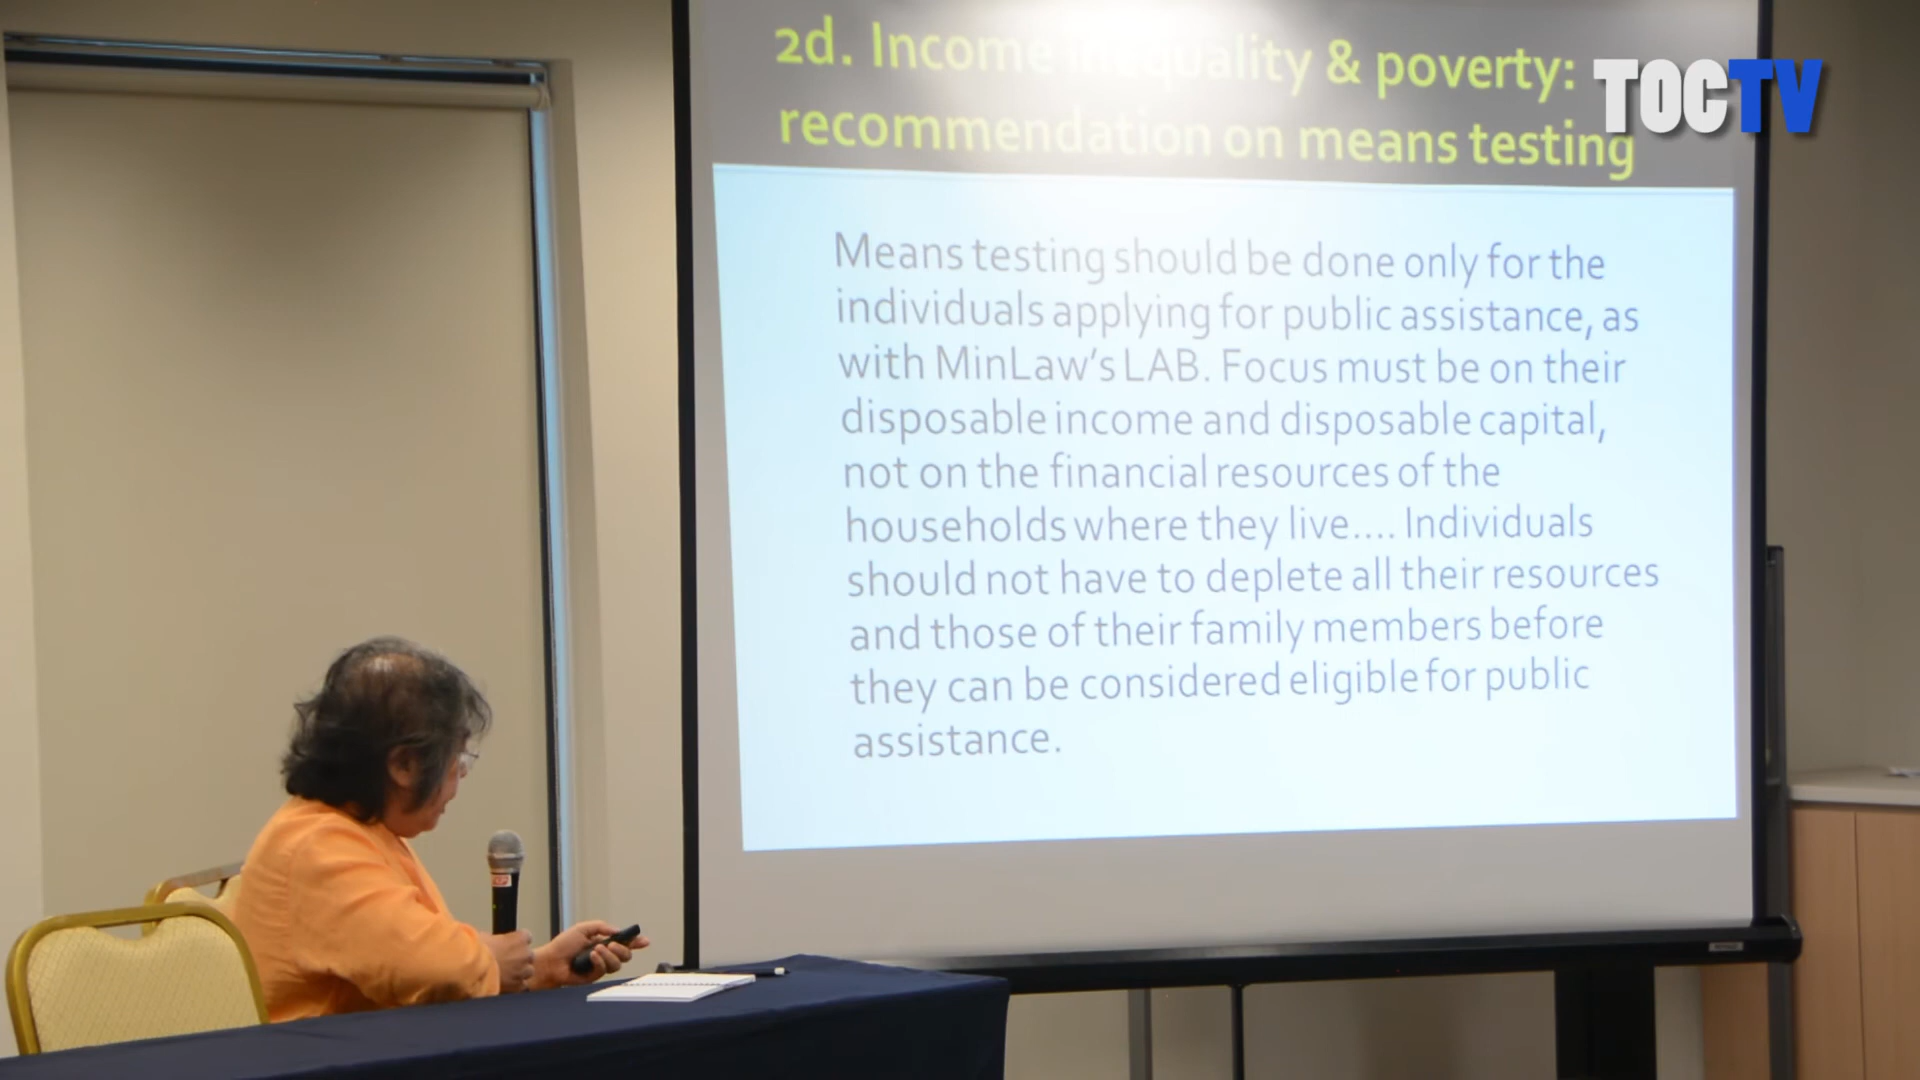 2d. Income inequality & poverty:
recommendation on means testing
TOCTV
Means testing should be done only for the
individuals applying for public assistance, as
with MinLaw's LAB. Focus must be on their
disposable income and disposable capital,
not on the financial resources of the
households where they live.... Individuals
should not have to deplete all their resources
and those of their family members before
they can be considered eligible for public
assistance.